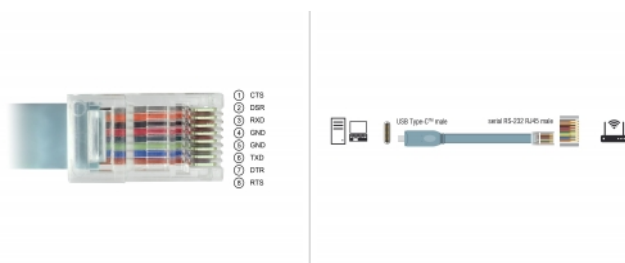 1 CTS
2 DSR
3 RXD
4 GND
5 GND
6 TXD
7 DTR
8 RTS
USB Type-C™ male
serial RS-232 RJ45 male